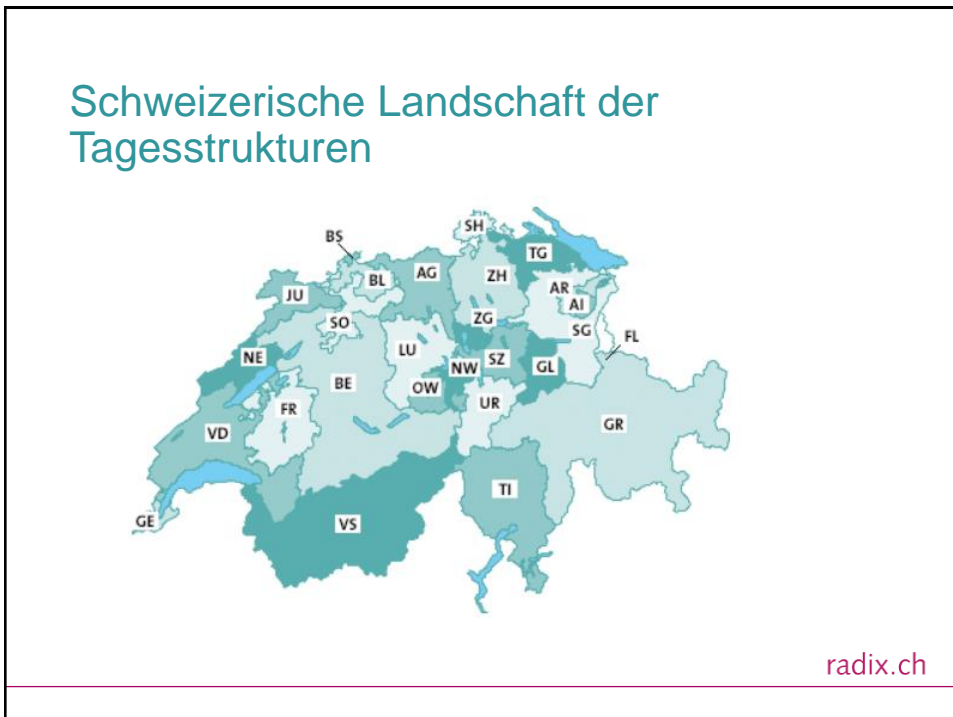 Schweizerische Landschaft der
Tagesstrukturen
SH
BS
TG
BL
AG
ZH
JU
AR
AI
SO
ZG
SG
FL
LU
NE
NW
SZ
GL
BE
OW
FR
UR
GR
VD
TI
GE
VS
radix.ch